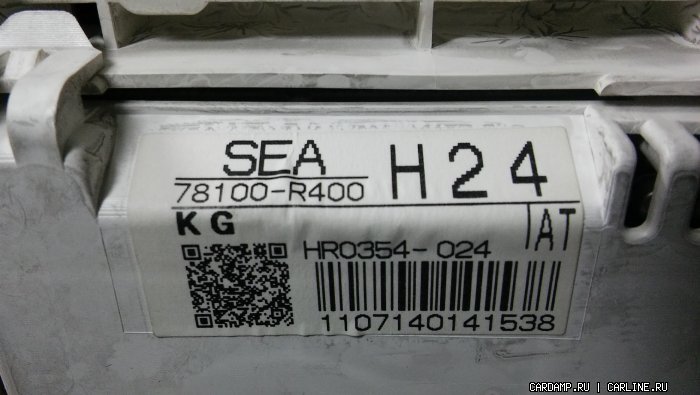 SEA
H24
78100-R400
KG
AT
HR0354-024
1107140141538
CARDAMP.RU | CARLINE.RU